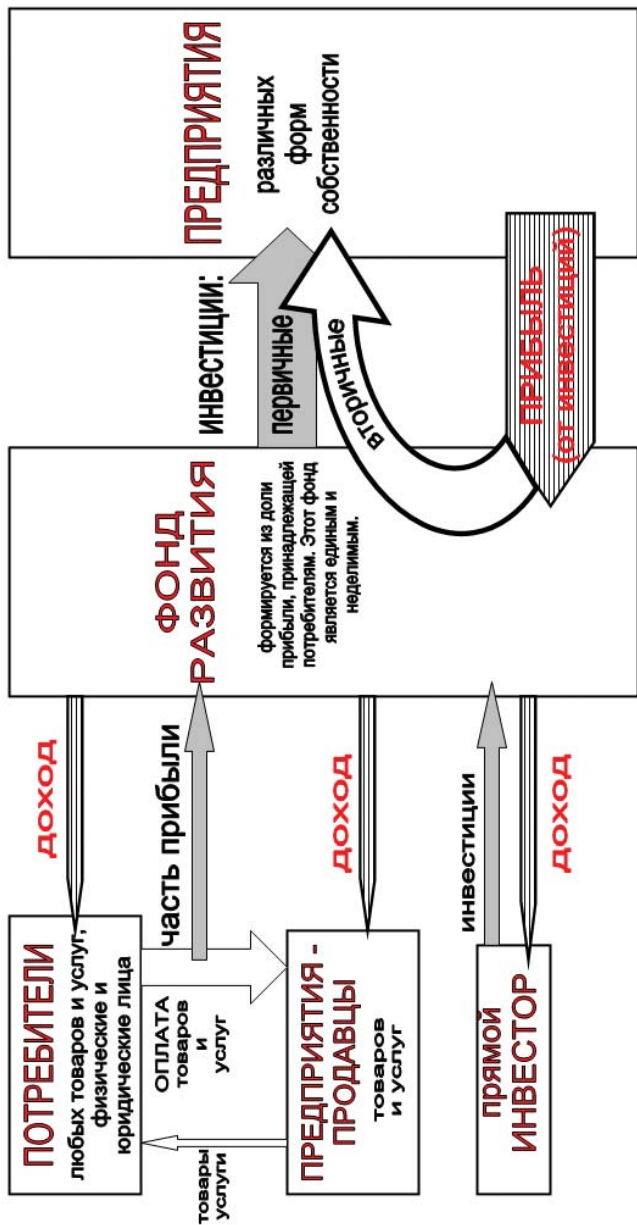 ПОТРЕБИТЕЛИ
любых товаров и услуг,
физические и
юридические лица
товары
услуги
ОПЛАТА
товаров
и
услуг
ПРЕДПРИЯТИЯ -
ПРОДАВЦЫ
товаров
и услуг
прямой
ИНВЕСТОР
ДОХОД
часть прибыли
ДОХОД
инвестиции
ДОХОД
ФОНД
РАЗВИТИЯ
формируется из доли
прибыли, принадлежащей
потребителям. Этот фонд
является единым и
неделимым.
инвестиции:
первичные
вторичные
ПРИБЫЛЬ
(от инвестиций)
ПРЕДПРИЯТИЯ
различных
форм
собственности